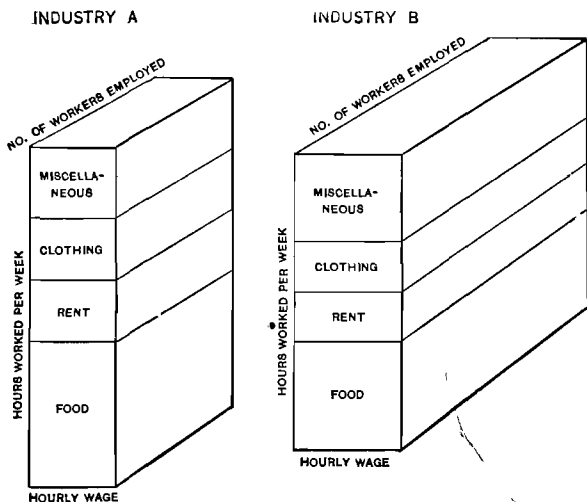 INDUSTRY A
NO. OF WORKERS EMPLOYED
MISCELLA-
NEOUS
CLOTHING
RENT
FOOD
HOURS WORKED PER WEEK
HOURLY WAGE
INDUSTRY B
NO. OF WORKERS EMPLOYED
MISCELLA-
NEOUS
CLOTHING
RENT
FOOD
HOURS WORKED PER WEEK
HOURLY WAGE